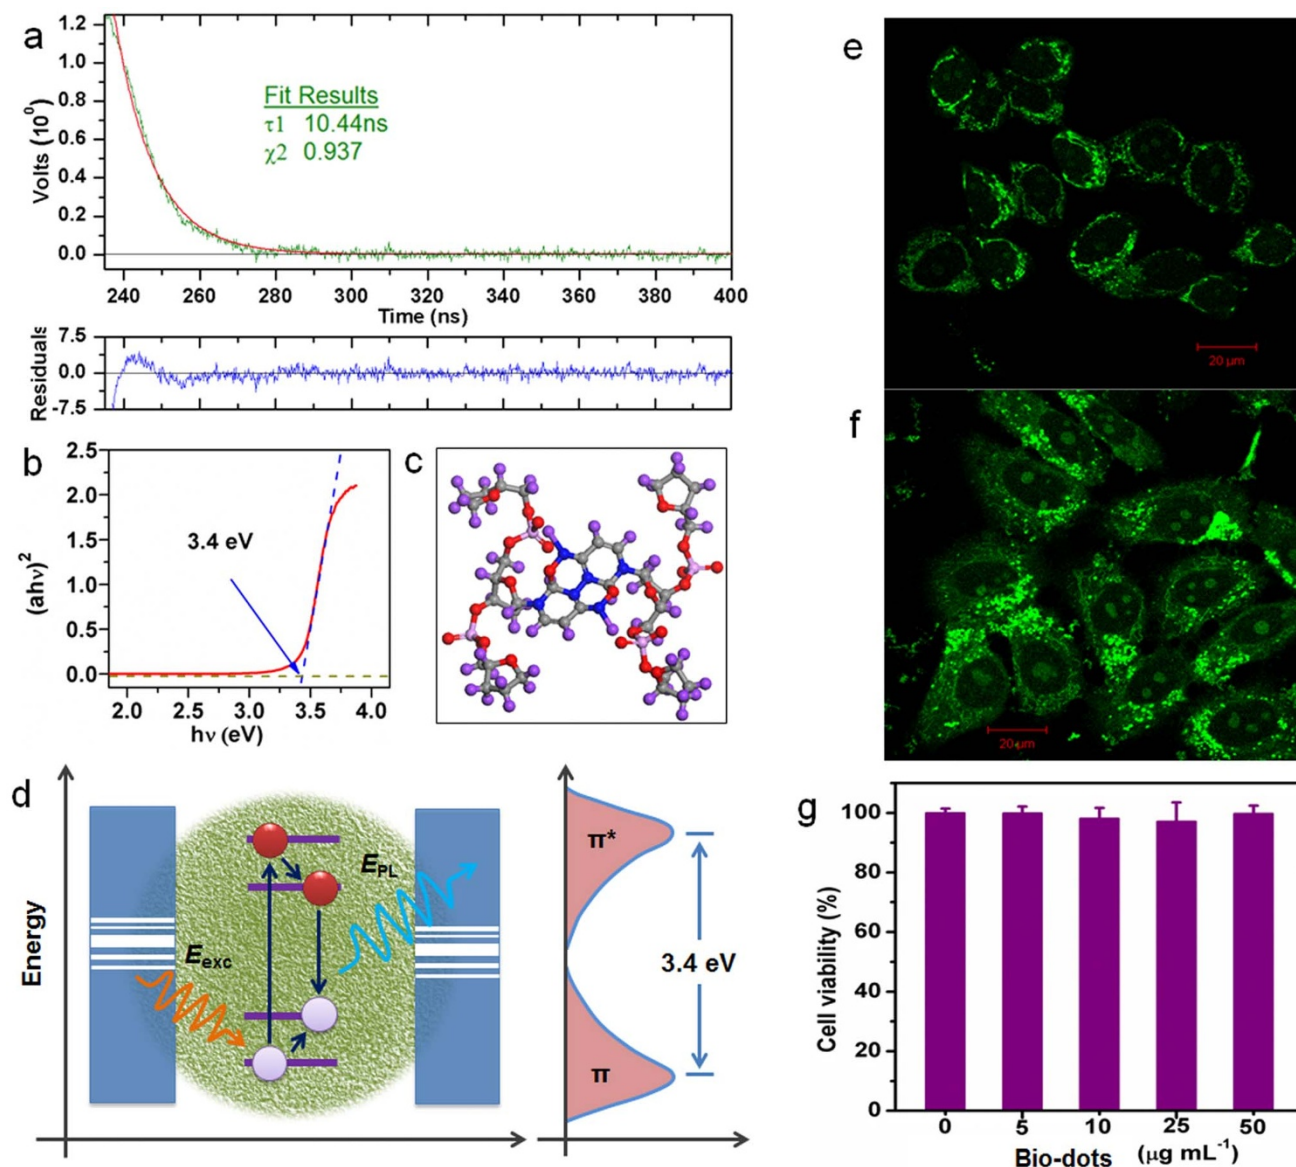 a
1.2
1.0
0.8
0.6
0.4
0.2
0.0
Volts (10⁰)
Fit Results
τ1 10.44ns
χ2 0.937
240 260 280 300 320 340 360 380 400
Time (ns)
7.5
0.0
-7.5
Residuals
b
2.5
2.0
1.5
1.0
0.5
0.0
(ahν)²
3.4 eV
2.0 2.5 3.0 3.5 4.0
hν (eV)
c
d
Energy
E_exc
E_PL
π*
3.4 eV
π
e
20 μm
f
20 μm
g
100
80
60
40
20
0
Cell viability (%)
0 5 10 25 50
Bio-dots (μg mL⁻¹)